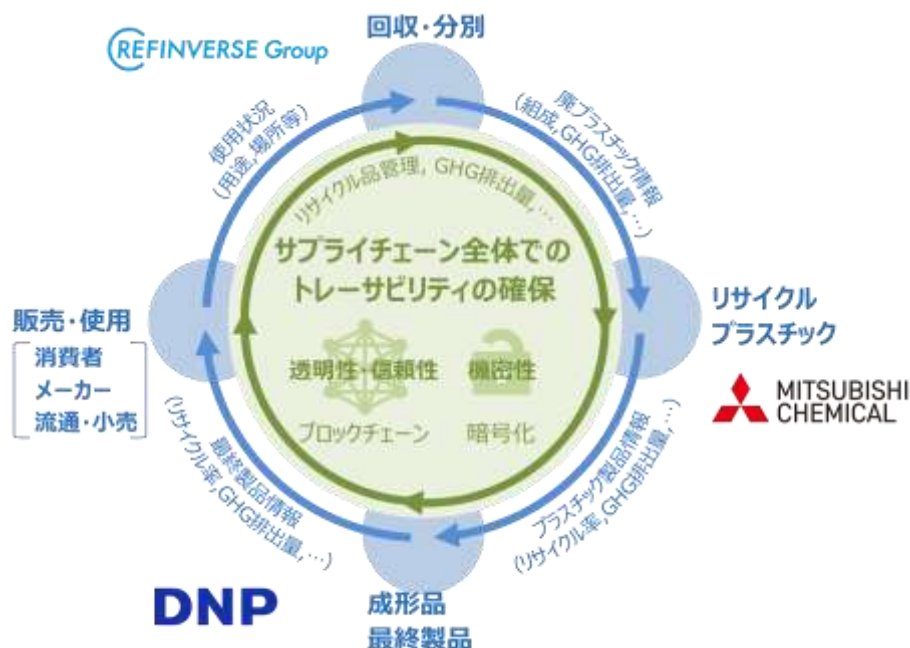 REFINVERSE Group
回収・分別
使用状況
(用途,場所等)
廃プラスチック情報
(組成,GHG排出量,…)
リサイクル品管理, GHG排出量,…
サプライチェーン全体での
トレーサビリティの確保
透明性・信頼性
機密性
ブロックチェーン
暗号化
販売・使用
消費者
メーカー
流通・小売
リサイクル
プラスチック
MITSUBISHI
CHEMICAL
最終製品情報
(リサイクル率,GHG排出量,…)
プラスチック製品情報
(リサイクル率,GHG排出量,…)
DNP
成形品
最終製品